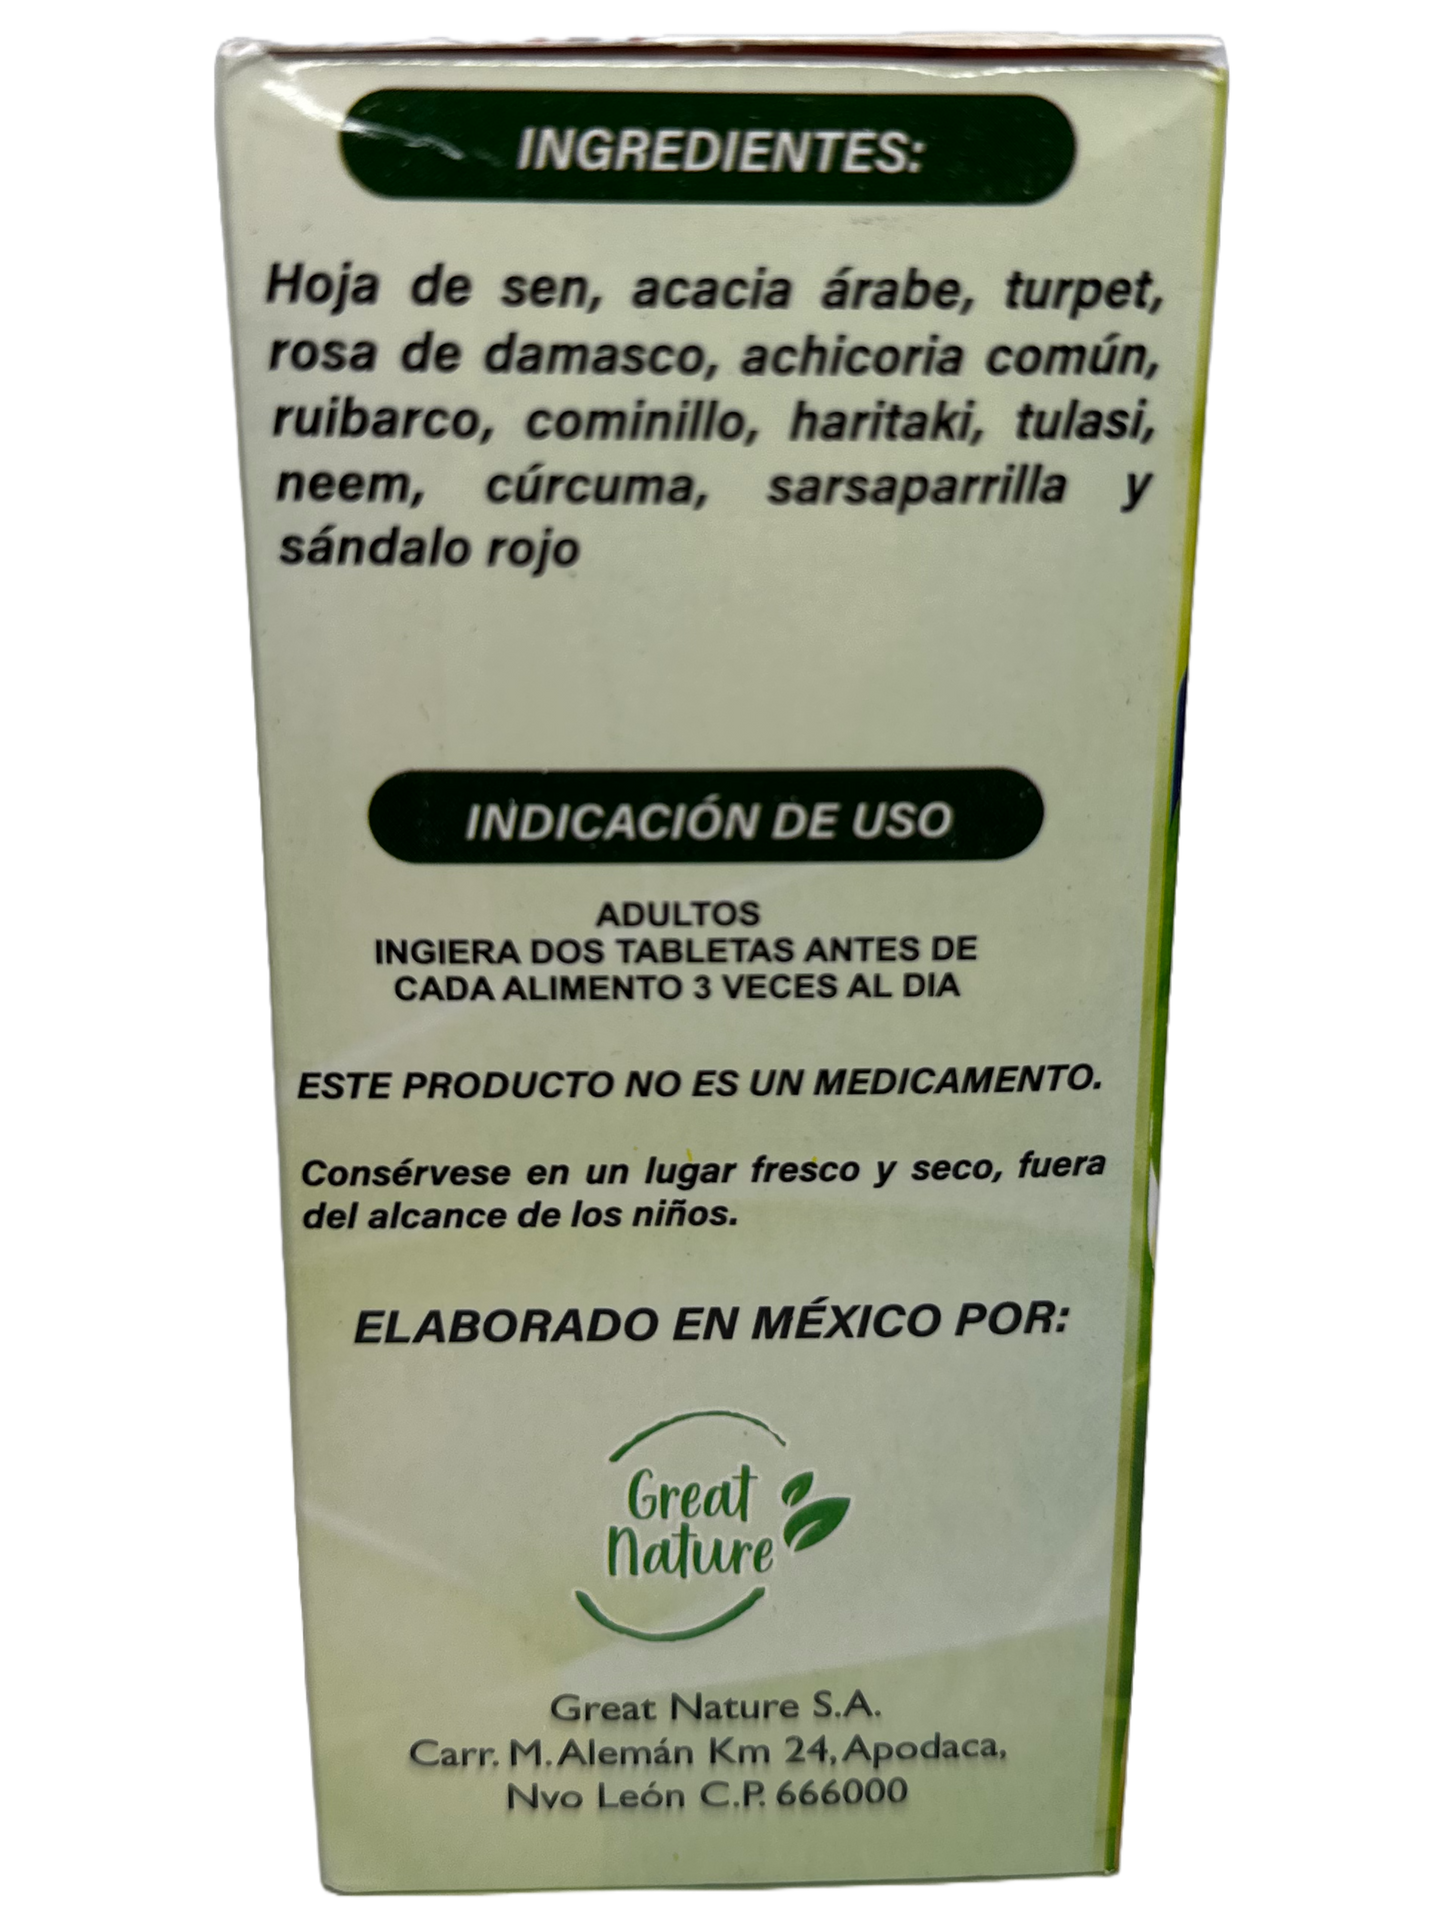 INGREDIENTES:
Hoja de sen, acacia árabe, turpet,
rosa de damasco, achicoria común,
ruibarco, cominillo, haritaki, tulasi,
neem, cúrcuma, sarsaparrilla y
sándalo rojo
INDICACIÓN DE USO
ADULTOS
INGIERA DOS TABLETAS ANTES DE
CADA ALIMENTO 3 VECES AL DIA
ESTE PRODUCTO NO ES UN MEDICAMENTO.
Consérvese en un lugar fresco y seco, fuera
del alcance de los niños.
ELABORADO EN MÉXICO POR:
Great
Nature
Great Nature S.A.
Carr. M. Alemán Km 24, Apodaca,
Nvo León C.P. 666000